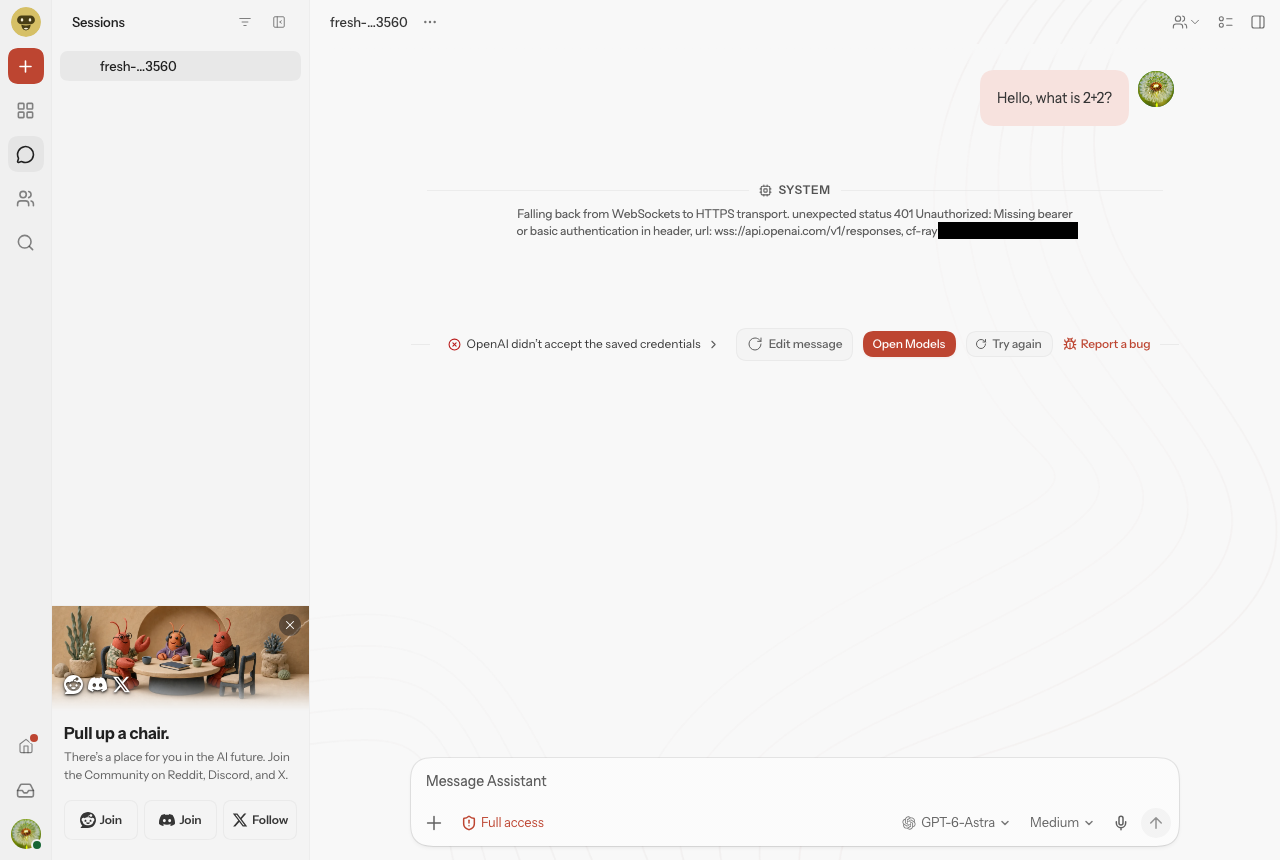 Sessions
fresh-...3560
fresh-...3560
Hello, what is 2+2?
SYSTEM
Falling back from WebSockets to HTTPS transport. unexpected status 401 Unauthorized: Missing bearer
or basic authentication in header, url: wss://api.openai.com/v1/responses, cf-ray
OpenAI didn't accept the saved credentials
Edit message
Open Models
Try again
Report a bug
Pull up a chair.
There's a place for you in the AI future. Join
the Community on Reddit, Discord, and X.
Join
Join
Follow
Message Assistant
Full access
GPT-6-Astra
Medium